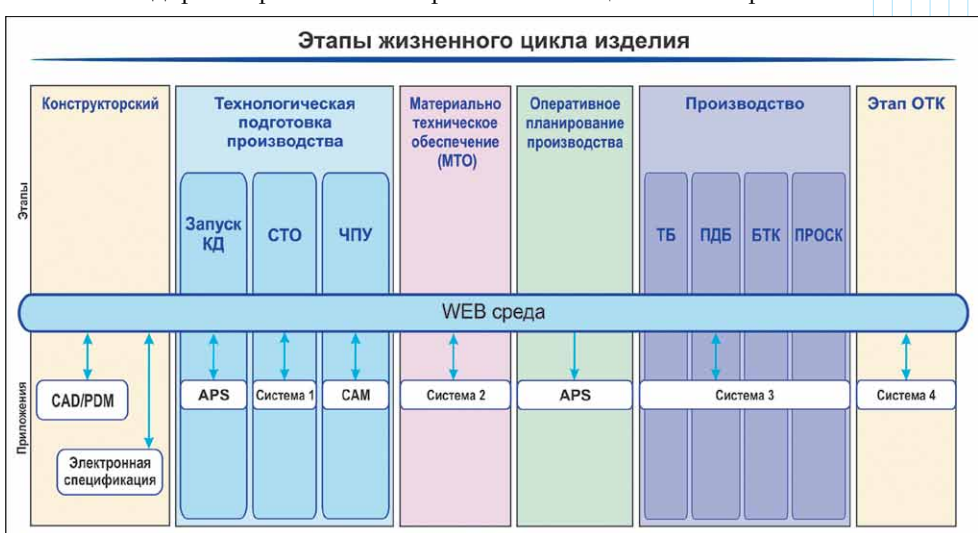 Этапы жизненного цикла изделия
Конструкторский
Технологическая
подготовка
производства
Материально
техническое
обеспечение
(МТО)
Оперативное
планирование
производства
Производство
Этап ОТК
Этапы
Запуск
КД
СТО
ЧПУ
ТБ
ПДБ
БТК
ПРОСК
WEB среда
Приложения
CAD/PDM
APS
Система 1
CAM
Система 2
APS
Система 3
Система 4
Электронная
спецификация